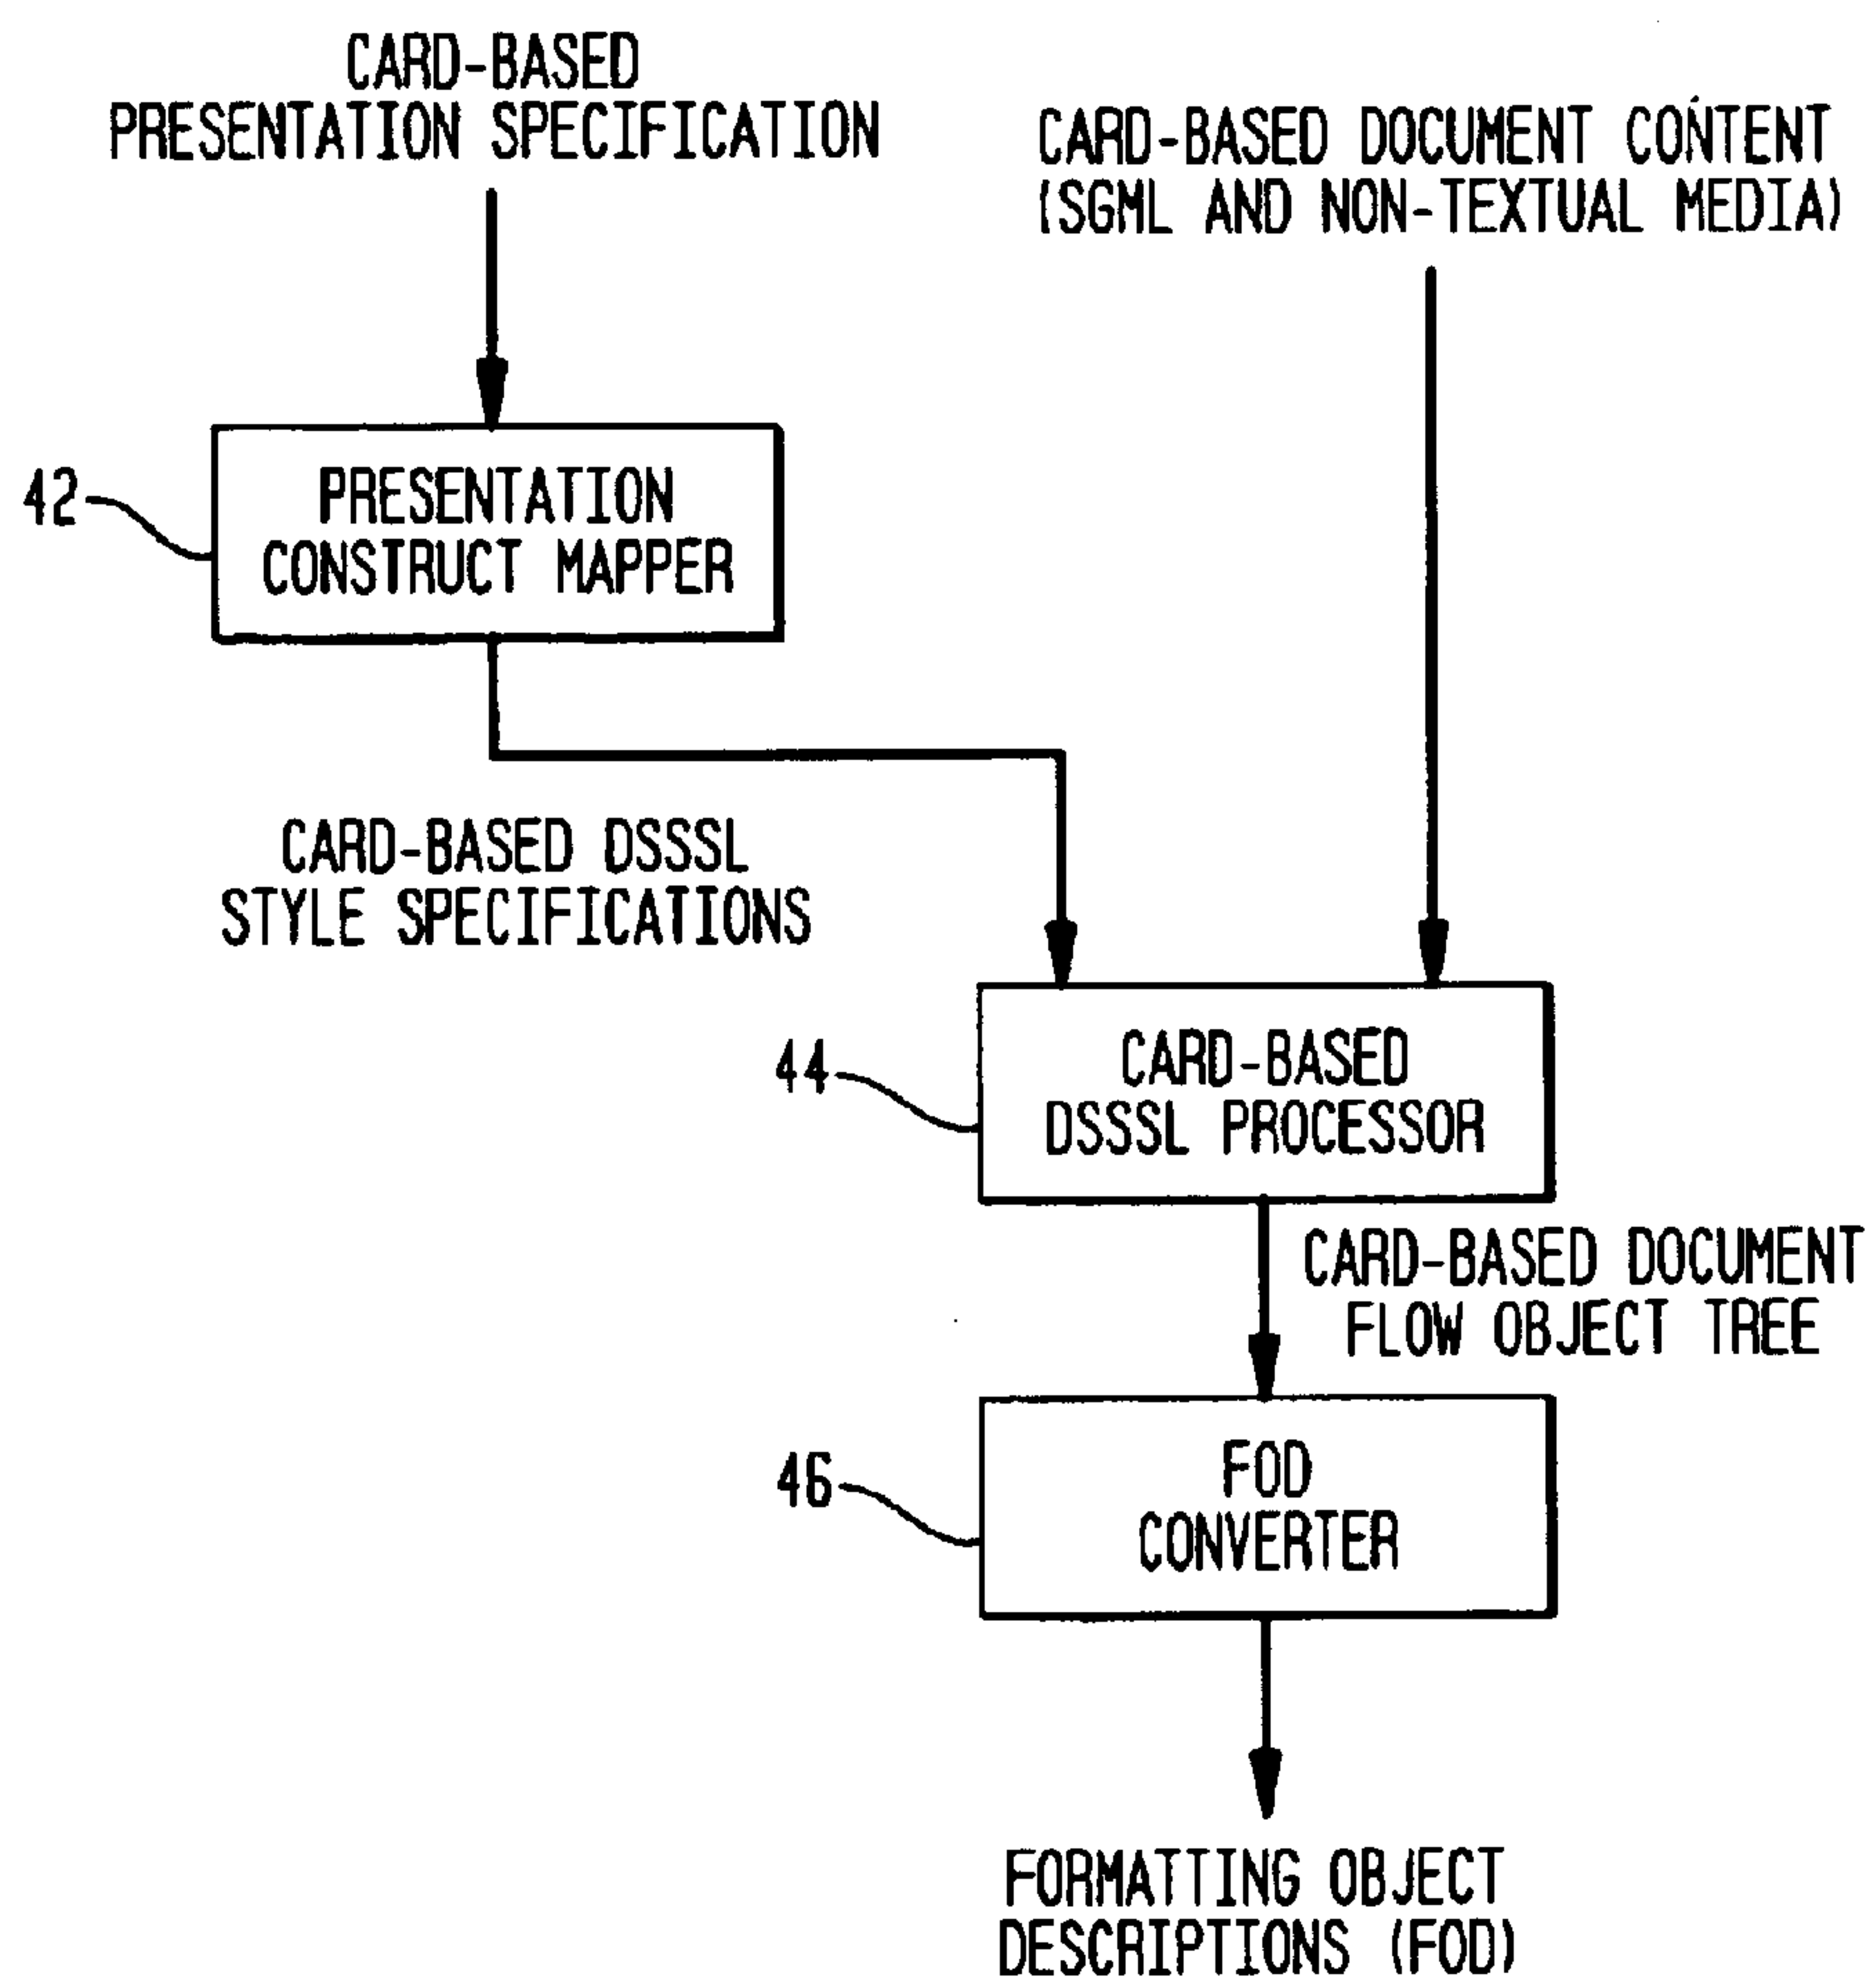 CARD-BASED
PRESENTATION SPECIFICATION
CARD-BASED DOCUMENT CONTENT
(SGML AND NON-TEXTUAL MEDIA)
42
PRESENTATION
CONSTRUCT MAPPER
CARD-BASED DSSSL
STYLE SPECIFICATIONS
44
CARD-BASED
DSSSL PROCESSOR
CARD-BASED DOCUMENT
FLOW OBJECT TREE
46
FOD
CONVERTER
FORMATTING OBJECT
DESCRIPTIONS (FOD)